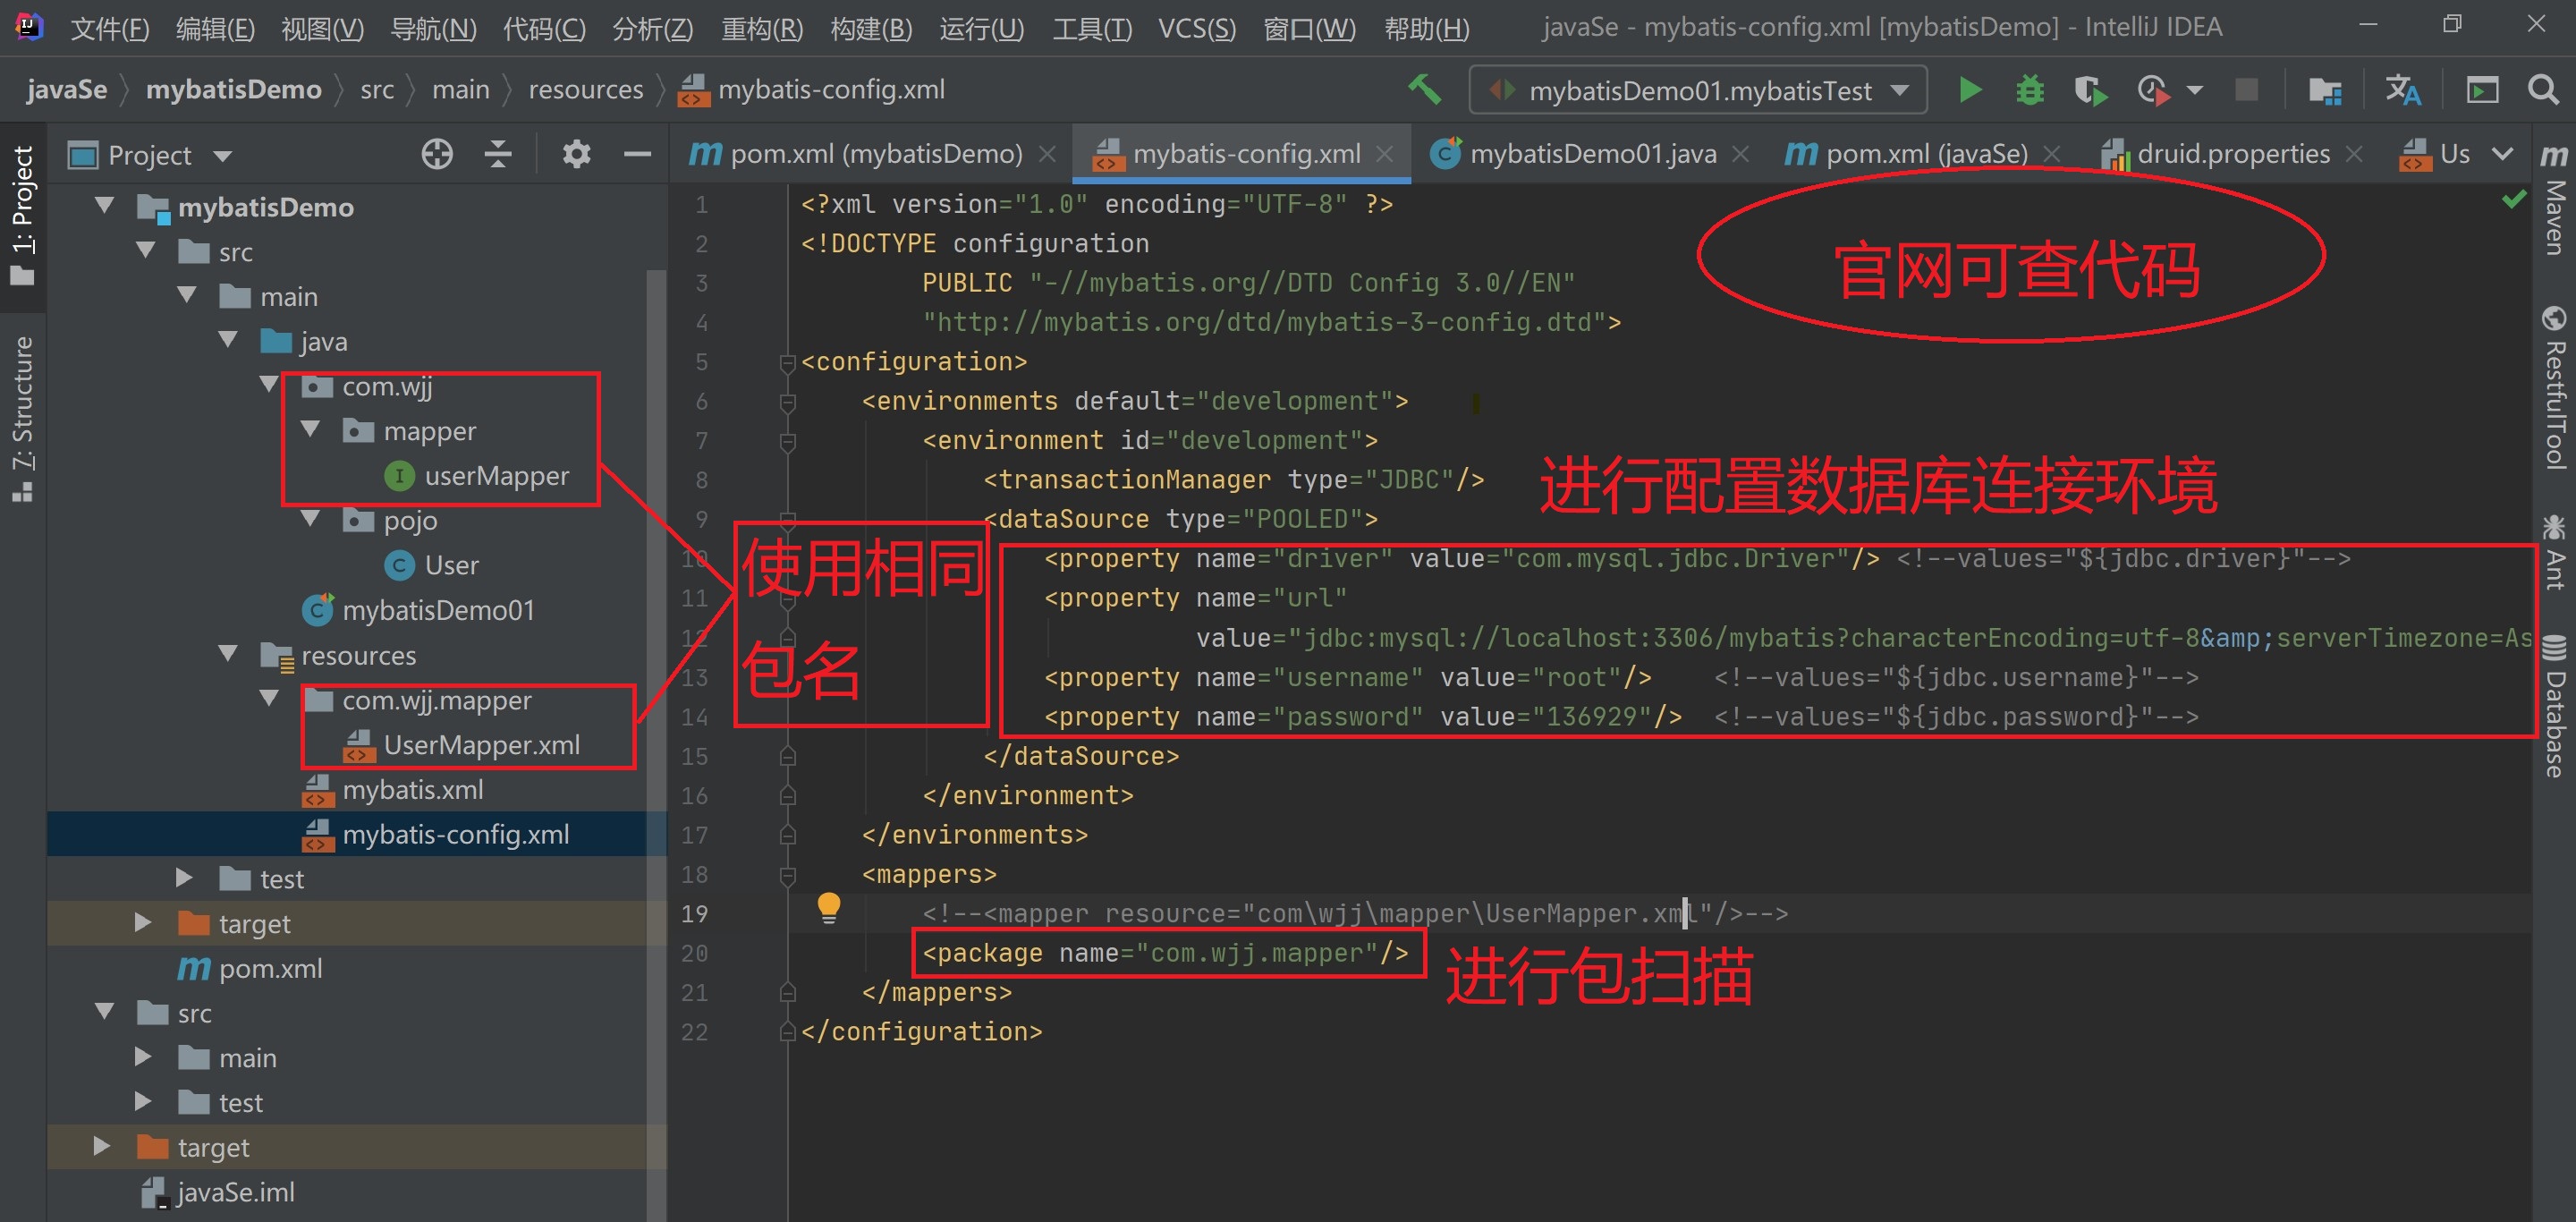 文件(F) 编辑(E) 视图(V) 导航(N) 代码(C) 分析(Z) 重构(R) 构建(B) 运行(U) 工具(T) VCS(S) 窗口(W) 帮助(H) javaSe - mybatis-config.xml [mybatisDemo] - IntelliJ IDEA
javaSe mybatisDemo src main resources mybatis-config.xml mybatisDemo01.mybatisTest
Project
pom.xml (mybatisDemo) mybatis-config.xml mybatisDemo01.java pom.xml (javaSe) druid.properties Us
1: Project
7: Structure
mybatisDemo
src
main
java
com.wjj
mapper
userMapper
pojo
User
mybatisDemo01
resources
com.wjj.mapper
UserMapper.xml
mybatis.xml
mybatis-config.xml
test
target
pom.xml
src
main
test
target
javaSe.iml
使用相同
包名
1 <?xml version="1.0" encoding="UTF-8" ?>
2 <!DOCTYPE configuration
3 PUBLIC "-//mybatis.org//DTD Config 3.0//EN"
4 "http://mybatis.org/dtd/mybatis-3-config.dtd">
5 <configuration>
6 <environments default="development">
7 <environment id="development">
8 <transactionManager type="JDBC"/>
9 <dataSource type="POOLED">
10 <property name="driver" value="com.mysql.jdbc.Driver"/> <!--values="${jdbc.driver}"-->
11 <property name="url"
12 value="jdbc:mysql://localhost:3306/mybatis?characterEncoding=utf-8&amp;serverTimezone=As
13 <property name="username" value="root"/> <!--values="${jdbc.username}"-->
14 <property name="password" value="136929"/> <!--values="${jdbc.password}"-->
15 </dataSource>
16 </environment>
17 </environments>
18 <mappers>
19 <!--<mapper resource="com\wjj\mapper\UserMapper.xml"/>-->
20 <package name="com.wjj.mapper"/>
21 </mappers>
22 </configuration>
官网可查代码
进行配置数据库连接环境
进行包扫描
Maven
RestfulTool
Ant
Database